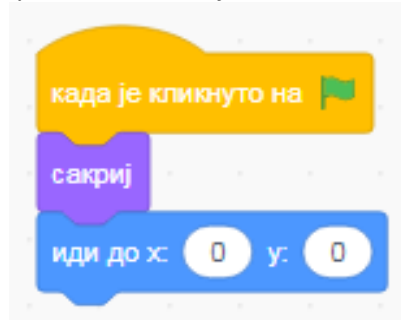 када је кликнуто на
сакриј
иди до x: 0 y: 0